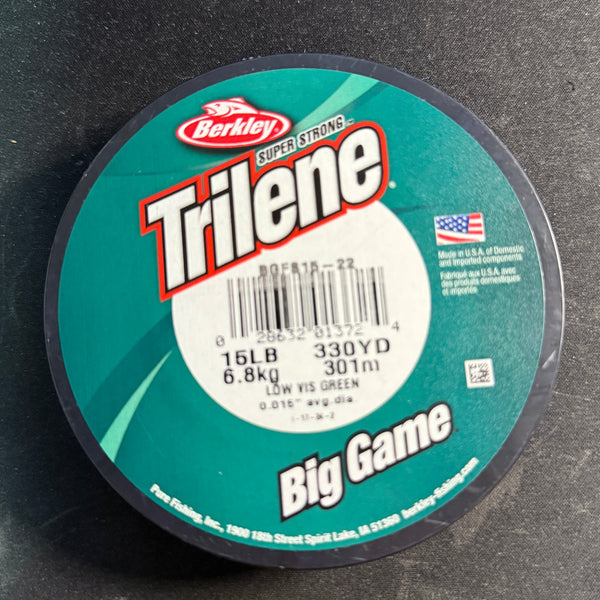 Berkley
SUPER STRONG
Trilene
BGFS15-22
0 28632 01372 4
15LB 330YD
6.8kg 301m
LOW VIS GREEN
0.015" avg.dia.
Made in U.S.A. of Domestic
and Imported components
Fabriqué aux U.S.A. avec
des produits domestiques
et importés
Big Game
Pure Fishing, Inc., 1900 18th Street Spirit Lake, IA 51360 berkley-fishing.com